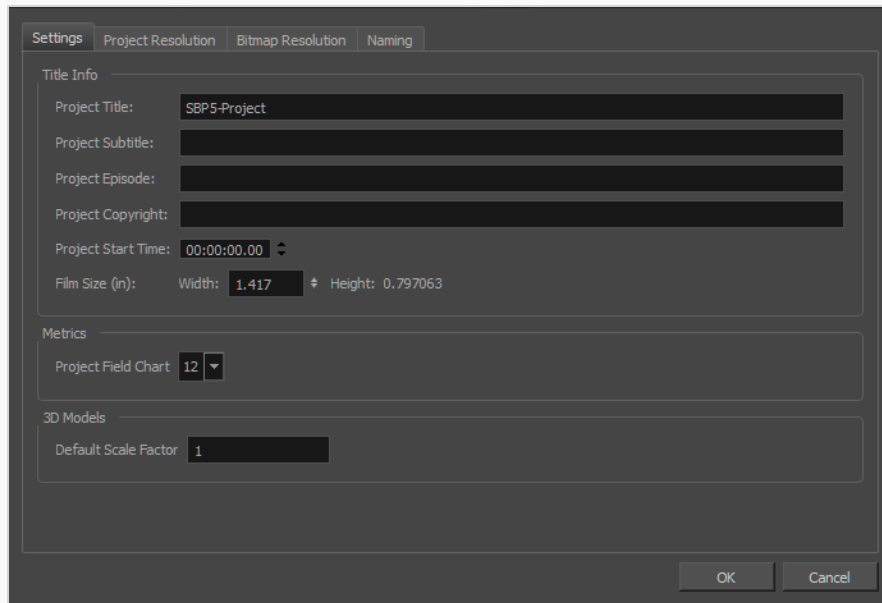 Settings Project Resolution Bitmap Resolution Naming
Title Info
Project Title: SBP5-Project
Project Subtitle:
Project Episode:
Project Copyright:
Project Start Time: 00:00:00.00
Film Size (in): Width: 1.417 Height: 0.797063
Metrics
Project Field Chart 12
3D Models
Default Scale Factor 1
OK Cancel